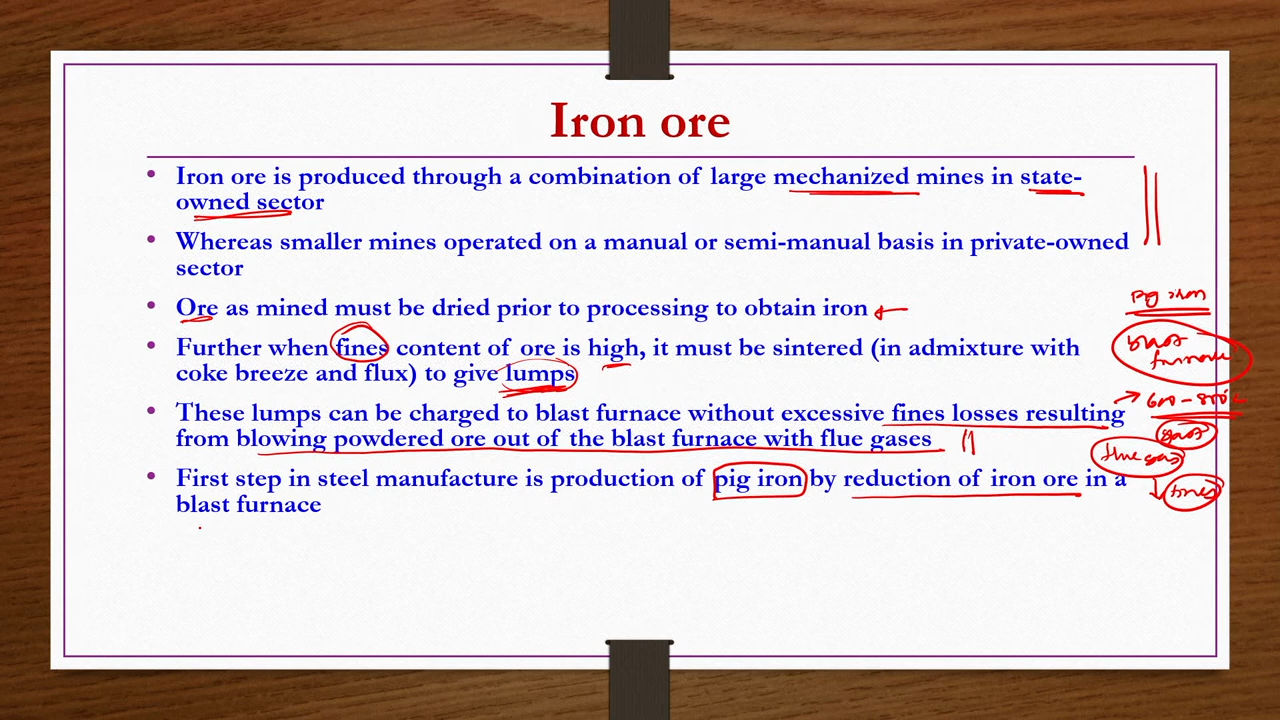 Iron ore
• Iron ore is produced through a combination of large mechanized mines in state-
owned sector
• Whereas smaller mines operated on a manual or semi-manual basis in private-owned
sector
• Ore as mined must be dried prior to processing to obtain iron
• Further when fines content of ore is high, it must be sintered (in admixture with
coke breeze and flux) to give lumps
• These lumps can be charged to blast furnace without excessive fines losses resulting
from blowing powdered ore out of the blast furnace with flue gases
• First step in steel manufacture is production of pig iron by reduction of iron ore in a
blast furnace
pig iron
blast
furnace
flue gas
fines